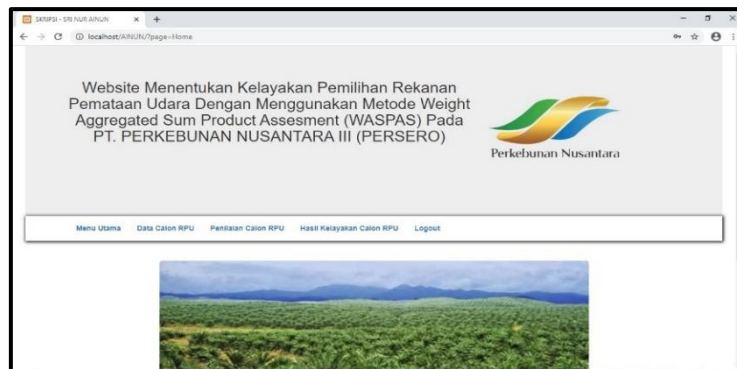 SKRIPSI - SRI NUR AINUN
localhost/AINUN/?page=Home
Website Menentukan Kelayakan Pemilihan Rekanan
Pemataan Udara Dengan Menggunakan Metode Weight
Aggregated Sum Product Assesment (WASPAS) Pada
PT. PERKEBUNAN NUSANTARA III (PERSERO)
Perkebunan Nusantara
Menu Utama Data Calon RPU Penilaian Calon RPU Hasil Kelayakan Calon RPU Logout